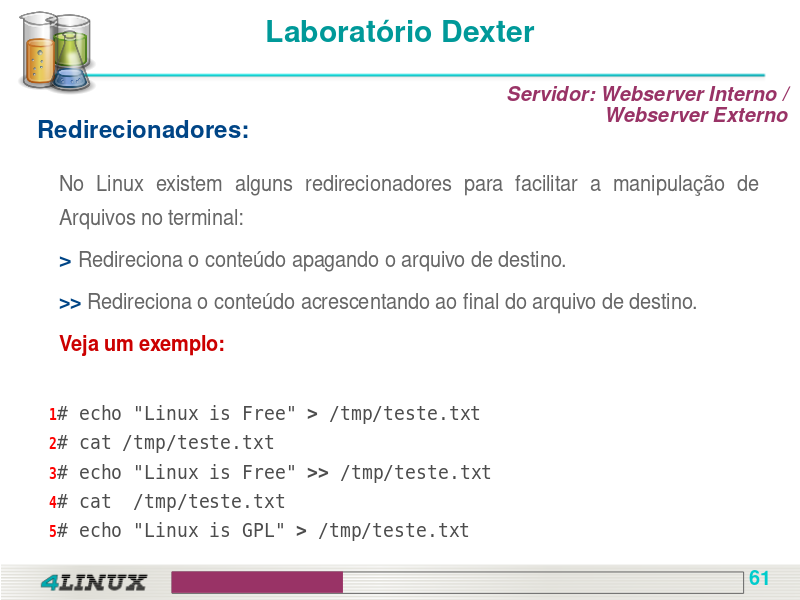 Laboratório Dexter
Servidor: Webserver Interno /
Webserver Externo
Redirecionadores:
No Linux existem alguns redirecionadores para facilitar a manipulação de
Arquivos no terminal:
> Redireciona o conteúdo apagando o arquivo de destino.
>> Redireciona o conteúdo acrescentando ao final do arquivo de destino.
Veja um exemplo:
1# echo "Linux is Free" > /tmp/teste.txt
2# cat /tmp/teste.txt
3# echo "Linux is Free" >> /tmp/teste.txt
4# cat  /tmp/teste.txt
5# echo "Linux is GPL" > /tmp/teste.txt
4LINUX
61